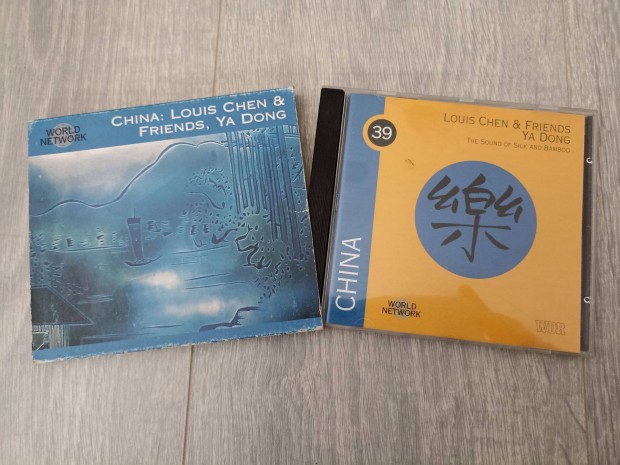 WORLD
NETWORK
CHINA: LOUIS CHEN &
FRIENDS, YA DONG
39
LOUIS CHEN & FRIENDS
YA DONG
THE SOUND OF SILK AND BAMBOO
樂
CHINA
WORLD
NETWORK
WDR